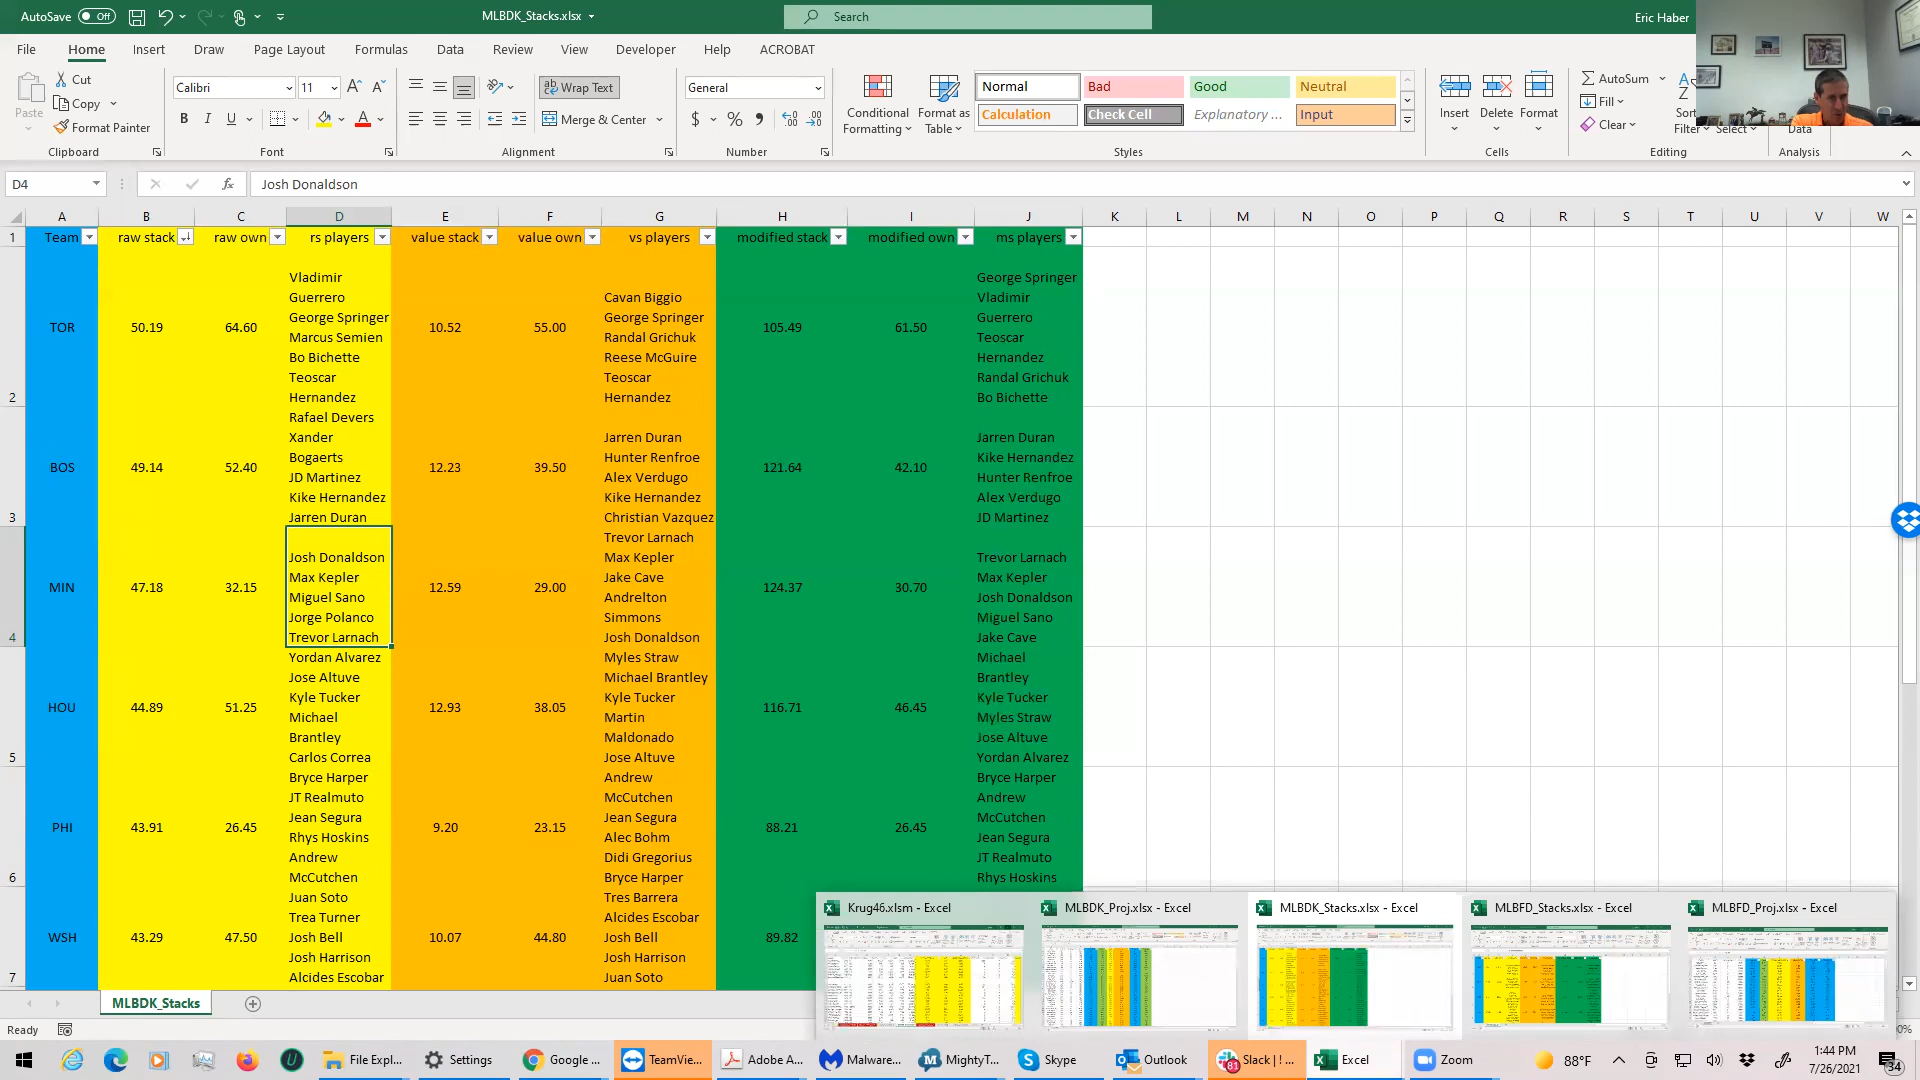 AutoSave Off
MLBDK_Stacks.xlsx
Search
Eric Haber
File Home Insert Draw Page Layout Formulas Data Review View Developer Help ACROBAT
Paste
Cut
Copy
Format Painter
Clipboard
Calibri 11
B I U
Font
Wrap Text
Merge & Center
Alignment
General
$ % 9
Number
Conditional Formatting
Format as Table
Normal Bad Good Neutral
Calculation Check Cell Explanatory ... Input
Styles
Insert Delete Format
Cells
AutoSum
Fill
Clear
Sort
Filter Select
Editing
Data
Analysis
D4 fx Josh Donaldson
A B C D E F G H I J K L M N O P Q R S T U V W
1 Team raw stack raw own rs players value stack value own vs players modified stack modified own ms players
2
TOR 50.19 64.60
Vladimir
Guerrero
George Springer
Marcus Semien
Bo Bichette
Teoscar
Hernandez
10.52 55.00
Cavan Biggio
George Springer
Randal Grichuk
Reese McGuire
Teoscar
Hernandez
105.49 61.50
George Springer
Vladimir
Guerrero
Teoscar
Hernandez
Randal Grichuk
Bo Bichette
3
BOS 49.14 52.40
Rafael Devers
Xander
Bogaerts
JD Martinez
Kike Hernandez
Jarren Duran
12.23 39.50
Jarren Duran
Hunter Renfroe
Alex Verdugo
Kike Hernandez
Christian Vazquez
121.64 42.10
Jarren Duran
Kike Hernandez
Hunter Renfroe
Alex Verdugo
JD Martinez
4
MIN 47.18 32.15
Josh Donaldson
Max Kepler
Miguel Sano
Jorge Polanco
Trevor Larnach
12.59 29.00
Trevor Larnach
Max Kepler
Jake Cave
Andrelton
Simmons
Josh Donaldson
124.37 30.70
Trevor Larnach
Max Kepler
Josh Donaldson
Miguel Sano
Jake Cave
5
HOU 44.89 51.25
Yordan Alvarez
Jose Altuve
Kyle Tucker
Michael
Brantley
Carlos Correa
12.93 38.05
Myles Straw
Michael Brantley
Kyle Tucker
Martin
Maldonado
Jose Altuve
116.71 46.45
Michael
Brantley
Kyle Tucker
Myles Straw
Jose Altuve
Yordan Alvarez
6
PHI 43.91 26.45
Bryce Harper
JT Realmuto
Jean Segura
Rhys Hoskins
Andrew
McCutchen
9.20 23.15
Andrew
McCutchen
Jean Segura
Alec Bohm
Didi Gregorius
Bryce Harper
88.21 26.45
Bryce Harper
Andrew
McCutchen
Jean Segura
JT Realmuto
Rhys Hoskins
7
WSH 43.29 47.50
Juan Soto
Trea Turner
Josh Bell
Josh Harrison
Alcides Escobar
10.07 44.80
Tres Barrera
Alcides Escobar
Josh Bell
Josh Harrison
Juan Soto
89.82
Krug46.xlsm - Excel
MLBDK_Proj.xlsx - Excel
MLBDK_Stacks.xlsx - Excel
MLBFD_Stacks.xlsx - Excel
MLBFD_Proj.xlsx - Excel
MLBDK_Stacks
Ready
File Expl...
Settings
Google ...
TeamVie...
Adobe A...
Malware...
MightyT...
Skype
Outlook
Slack | ! ...
Excel
Zoom
88°F
1:44 PM
7/26/2021
34